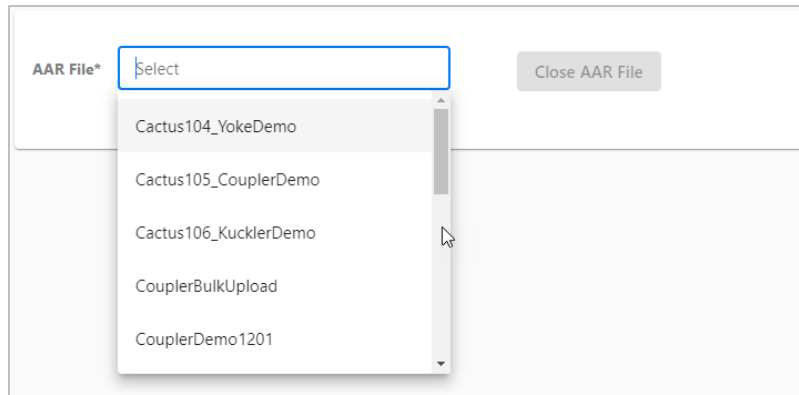 AAR File*
Select
Close AAR File
Cactus104_YokeDemo
Cactus105_CouplerDemo
Cactus106_KucklerDemo
CouplerBulkUpload
CouplerDemo1201